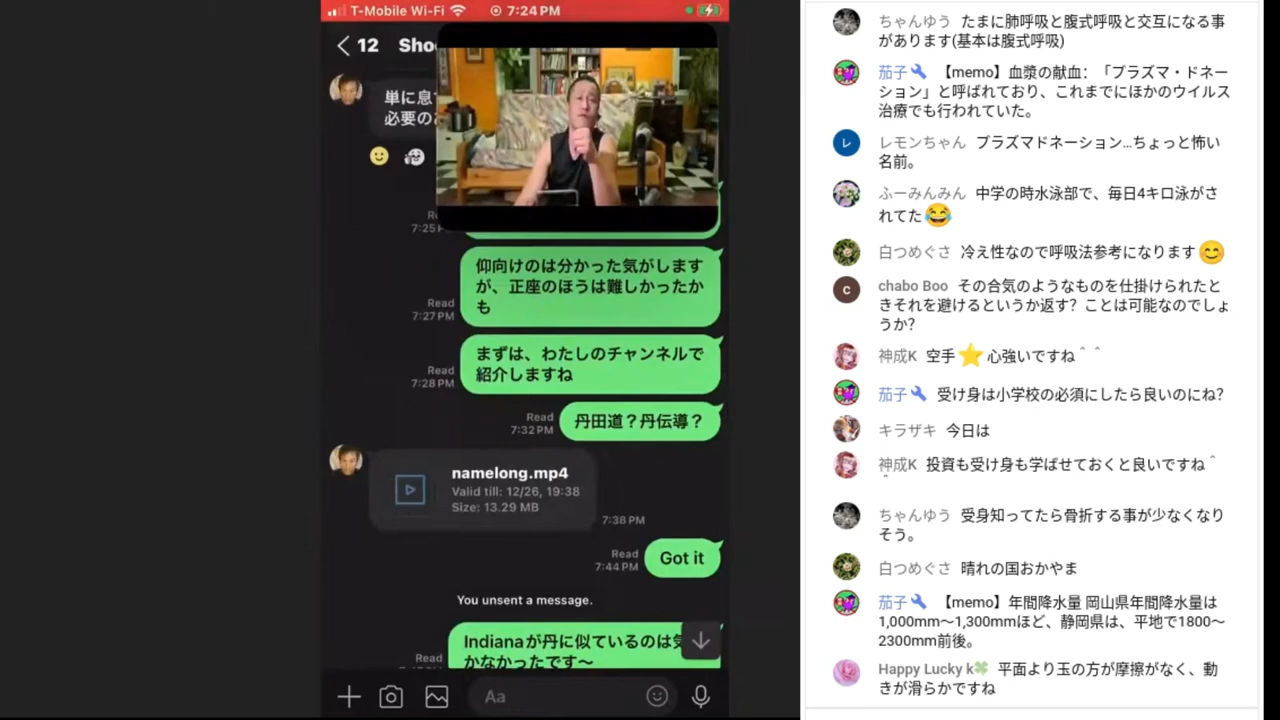 T-Mobile Wi-Fi 7:24 PM
12 Sho
単に息
必要の
7:25
仰向けのは分かった気がします
が、正座のほうは難しかったか
も
Read
7:27 PM
まずは、わたしのチャンネルで
紹介しますね
Read
7:28 PM
丹田道？丹伝導？
Read
7:32 PM
namelong.mp4
Valid till: 12/26, 19:38
Size: 13.29 MB
7:38 PM
Got it
Read
7:44 PM
You unsent a message.
Indianaが丹に似ているのは気
かなかったです〜
Read
Aa
ちゃんゆう たまに肺呼吸と腹式呼吸と交互になる事
があります(基本は腹式呼吸)
茄子 【memo】血漿の献血：「プラズマ・ドネー
ション」と呼ばれており、これまでにほかのウイルス
治療でも行われていた。
レ
レモンちゃん プラズマドネーション...ちょっと怖い
名前。
ふーみんみん 中学の時水泳部で、毎日4キロ泳がさ
れてた😂
白つめぐさ 冷え性なので呼吸法参考になります😊
C
chabo Boo その合気のようなものを仕掛けられたと
きそれを避けるというか返す？ことは可能なのでしょ
うか?
神成K 空手⭐心強いですね＾＾
茄子 受け身は小学校の必須にしたら良いのにね?
キラザキ 今日は
神成K 投資も受け身も学ばせておくと良いですね＾
＾
ちゃんゆう 受身知ってたら骨折する事が少なくなり
そう。
白つめぐさ 晴れの国おかやま
茄子 【memo】年間降水量 岡山県年間降水量は
1,000mm〜1,300mmほど、静岡県は、平地で1800〜
2300mm前後。
Happy Lucky k🍀 平面より玉の方が摩擦がなく、動
きが滑らかですね